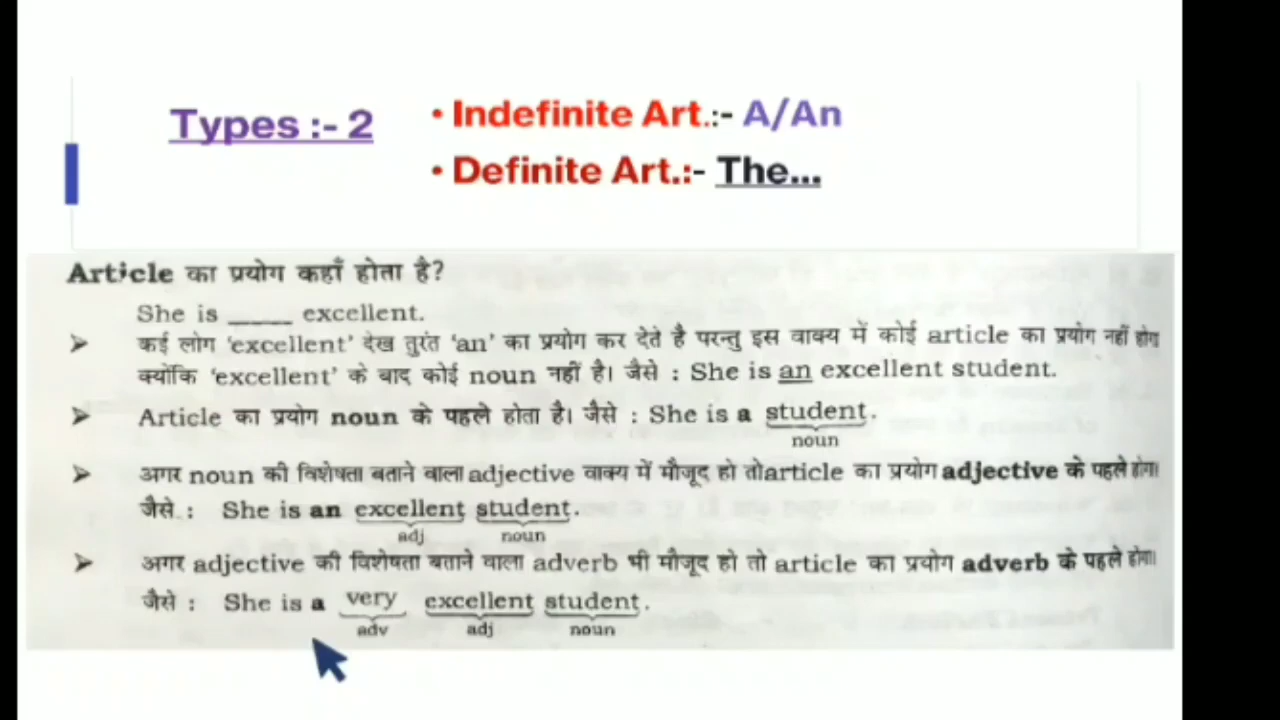 Types :- 2
• Indefinite Art.:- A/An
• Definite Art.:- The...
Article का प्रयोग कहाँ होता है?
She is _____ excellent.
➢ कई लोग 'excellent' देख तुरंत 'an' का प्रयोग कर देते है परन्तु इस वाक्य में कोई article का प्रयोग नहीं होगा
क्योंकि 'excellent' के बाद कोई noun नहीं है। जैसे : She is an excellent student.
➢ Article का प्रयोग noun के पहले होता है। जैसे : She is a student.
noun
➢ अगर noun की विशेषता बताने वाला adjective वाक्य में मौजूद हो तो article का प्रयोग adjective के पहले होगा।
जैसे : She is an excellent student.
adj noun
➢ अगर adjective की विशेषता बताने वाला adverb भी मौजूद हो तो article का प्रयोग adverb के पहले होगा।
जैसे : She is a very excellent student.
adv adj noun